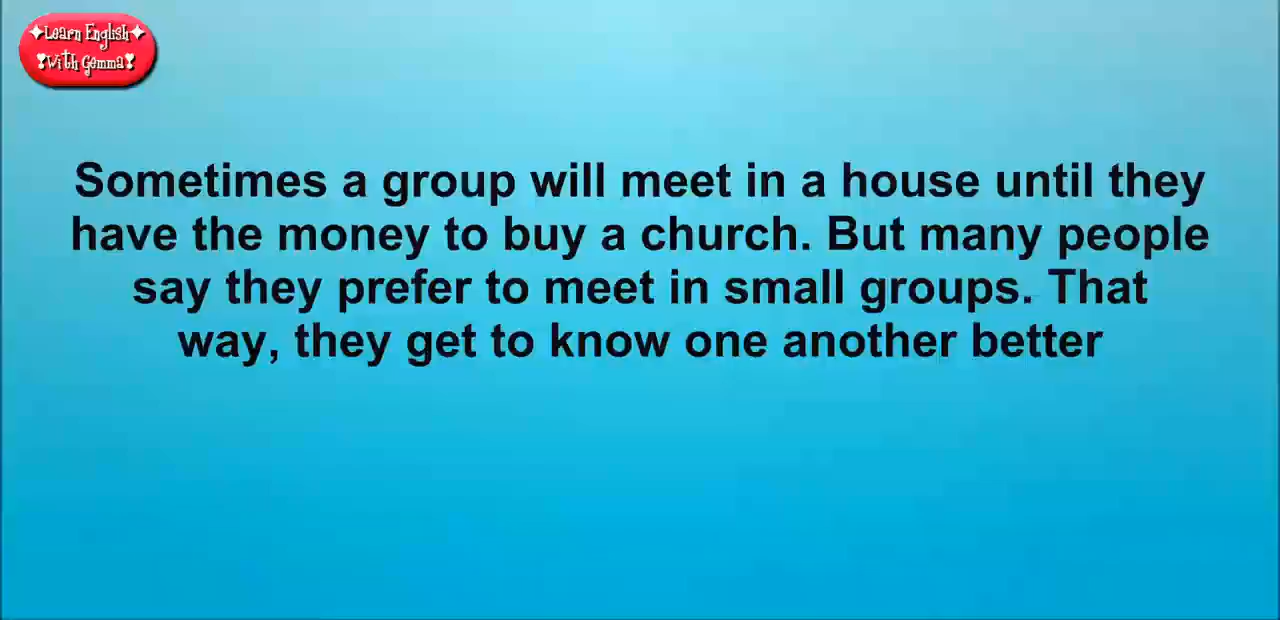 ✦Learn English✦
❣With Gemma❣
Sometimes a group will meet in a house until they
have the money to buy a church. But many people
say they prefer to meet in small groups. That
way, they get to know one another better